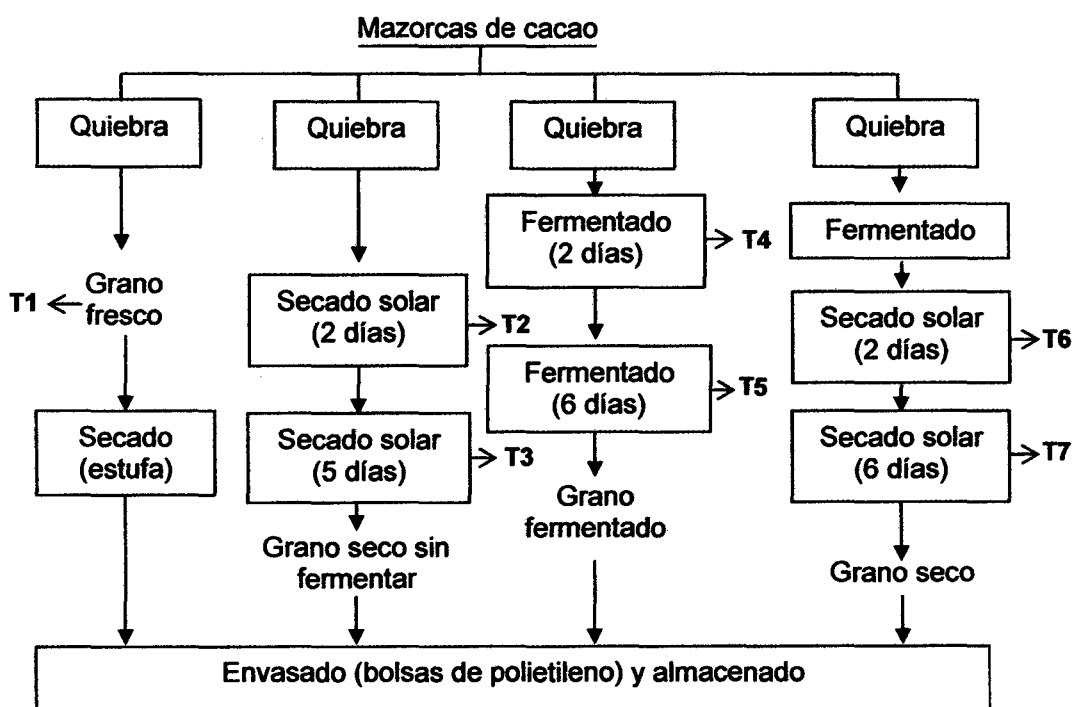 Mazorcas de cacao
Quiebra
Quiebra
Quiebra
Quiebra
Fermentado
(2 días)
T4
Fermentado
T1
Grano
fresco
Secado solar
(2 días)
T2
Secado solar
(2 días)
T6
Fermentado
(6 días)
T5
Secado
(estufa)
Secado solar
(5 días)
T3
Secado solar
(6 días)
T7
Grano
fermentado
Grano seco sin
fermentar
Grano seco
Envasado (bolsas de polietileno) y almacenado